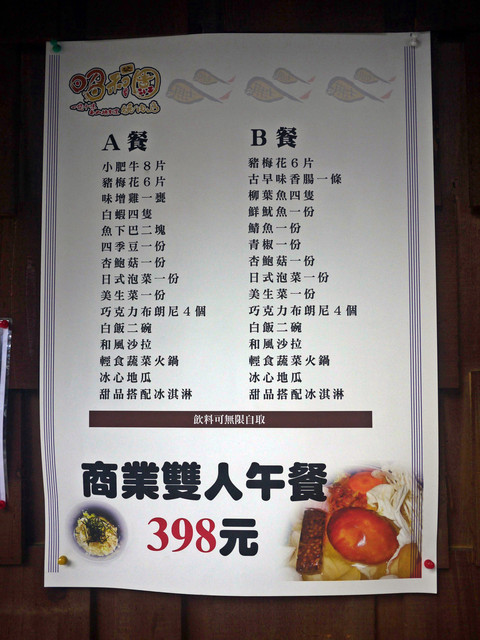 A 餐
小肥牛8片
豬梅花6片
味增雞一甕
白蝦四隻
魚下巴二塊
四季豆一份
杏鮑菇一份
日式泡菜一份
美生菜一份
巧克力布朗尼4個
白飯二碗
和風沙拉
輕食蔬菜火鍋
冰心地瓜
甜品搭配冰淇淋
B 餐
豬梅花6片
古早味香腸一條
柳葉魚四隻
鮮魷魚一份
鯖魚一份
青椒一份
杏鮑菇一份
日式泡菜一份
美生菜一份
巧克力布朗尼4個
白飯二碗
和風沙拉
輕食蔬菜火鍋
冰心地瓜
甜品搭配冰淇淋
飲料可無限自取
商業雙人午餐
398元